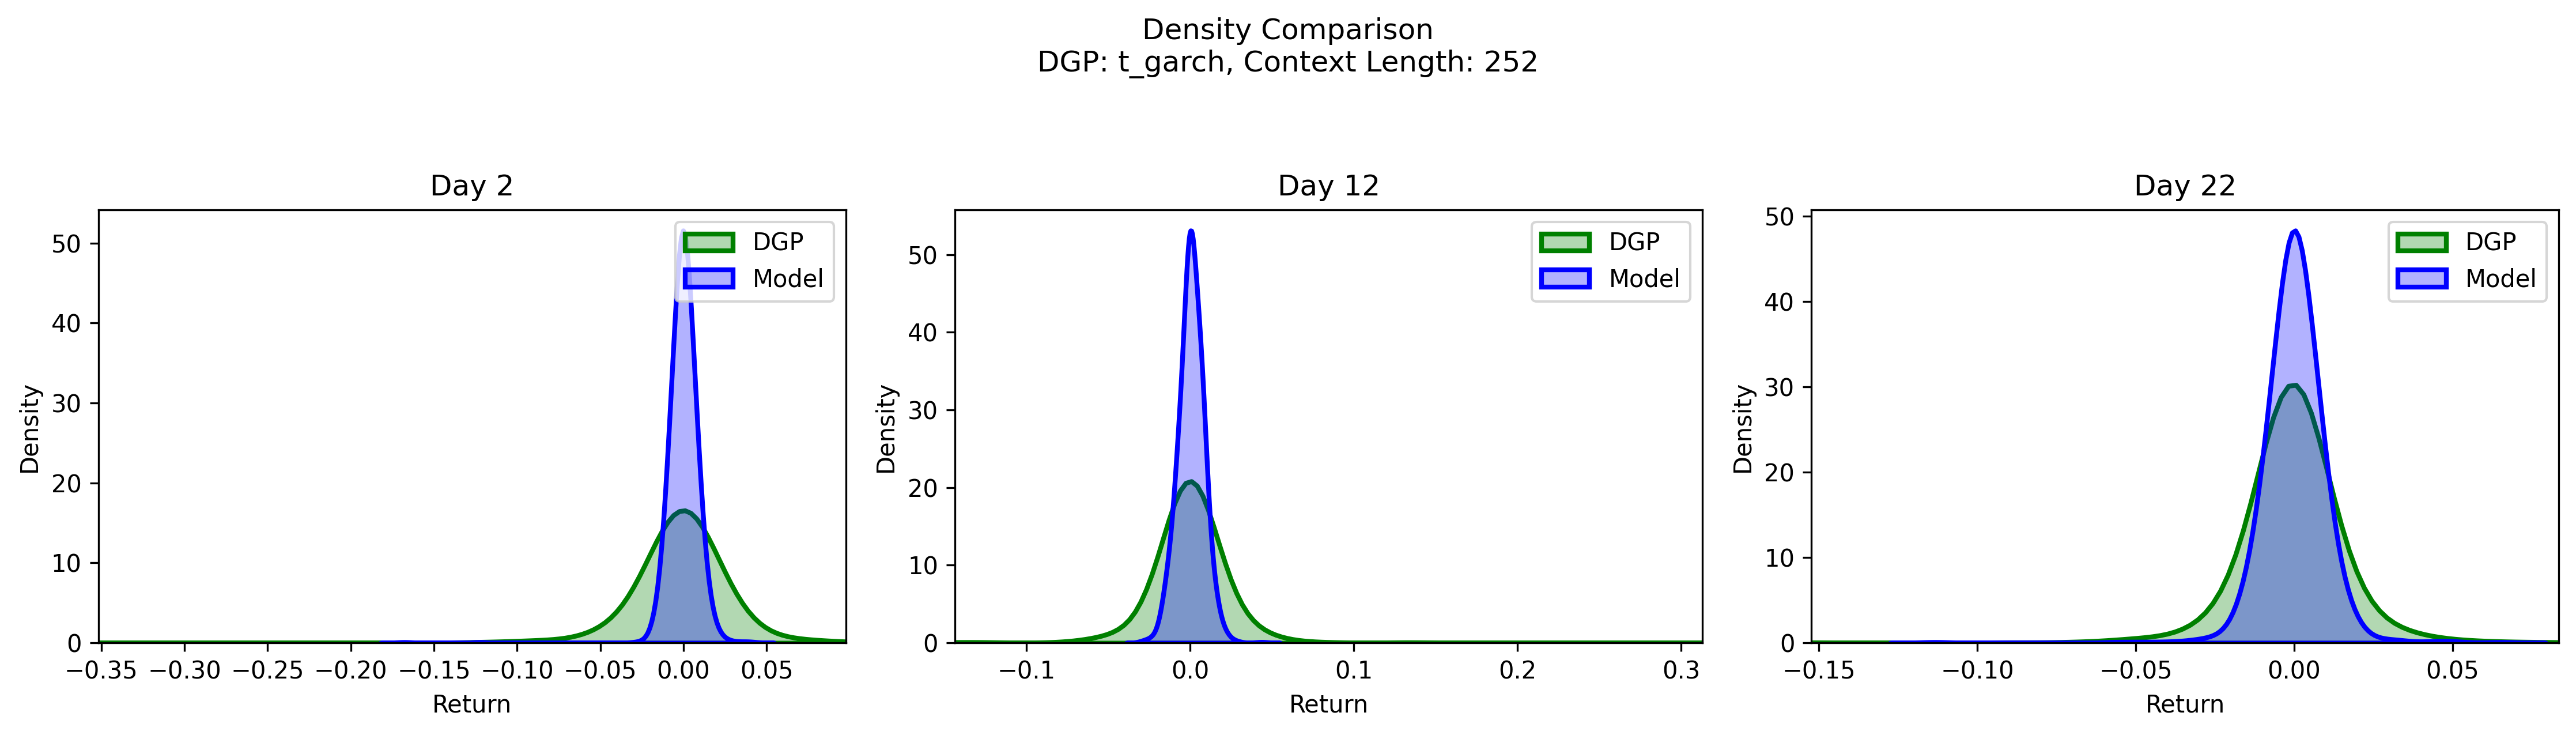 Density Comparison
DGP: t_garch, Context Length: 252
Day 2
Density
50
40
30
20
10
0
−0.35 −0.30 −0.25 −0.20 −0.15 −0.10 −0.05 0.00 0.05
Return
DGP
Model
Day 12
Density
50
40
30
20
10
0
−0.1 0.0 0.1 0.2 0.3
Return
DGP
Model
Day 22
Density
50
40
30
20
10
0
−0.15 −0.10 −0.05 0.00 0.05
Return
DGP
Model